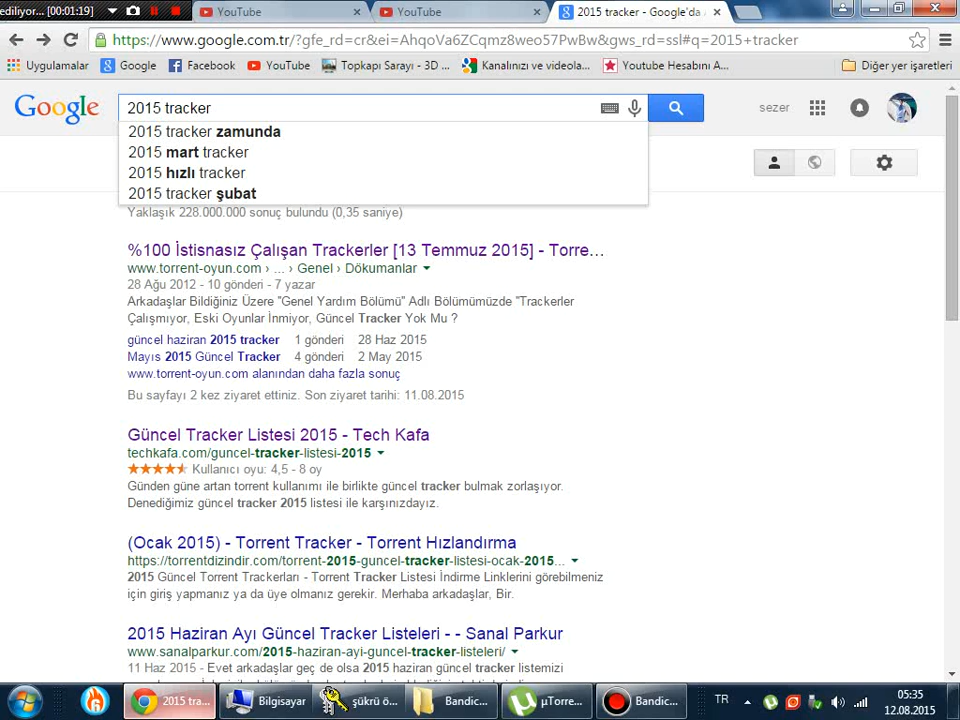 ediliyor... [00:01:19]
YouTube
YouTube
2015 tracker - Google'da A
https://www.google.com.tr/?gfe_rd=cr&ei=AhqoVa6ZCqmz8weo57PwBw&gws_rd=ssl#q=2015+tracker
Uygulamalar
Google
Facebook
YouTube
Topkapı Sarayı - 3D ...
Kanalınızı ve videola...
Youtube Hesabını A...
Diğer yer işaretleri
Google
2015 tracker
sezer
2015 tracker zamunda
2015 mart tracker
2015 hızlı tracker
2015 tracker şubat
Yaklaşık 228.000.000 sonuç bulundu (0,35 saniye)
%100 İstisnasız Çalışan Trackerler [13 Temmuz 2015] - Torre...
www.torrent-oyun.com › ... › Genel › Dökumanlar
28 Ağu 2012 - 10 gönderi - 7 yazar
Arkadaşlar Bildiğiniz Üzere "Genel Yardım Bölümü" Adlı Bölümümüzde "Trackerler
Çalışmıyor, Eski Oyunlar İnmiyor, Güncel Tracker Yok Mu ?
güncel haziran 2015 tracker 1 gönderi 28 Haz 2015
Mayıs 2015 Güncel Tracker 4 gönderi 2 May 2015
www.torrent-oyun.com alanından daha fazla sonuç
Bu sayfayı 2 kez ziyaret ettiniz. Son ziyaret tarihi: 11.08.2015
Güncel Tracker Listesi 2015 - Tech Kafa
techkafa.com/guncel-tracker-listesi-2015
Kullanıcı oyu: 4,5 - 8 oy
Günden güne artan torrent kullanımı ile birlikte güncel tracker bulmak zorlaşıyor.
Denediğimiz güncel tracker 2015 listesi ile karşınızdayız.
(Ocak 2015) - Torrent Tracker - Torrent Hızlandırma
https://torrentdizindir.com/torrent-2015-guncel-tracker-listesi-ocak-2015...
2015 Güncel Torrent Trackerları - Torrent Tracker Listesi İndirme Linklerini görebilmeniz
için giriş yapmanız ya da üye olmanız gerekir. Merhaba arkadaşlar, Bir.
2015 Haziran Ayı Güncel Tracker Listeleri - - Sanal Parkur
www.sanalparkur.com/2015-haziran-ayi-guncel-tracker-listeleri/
11 Haz 2015 - Evet arkadaşlar geç de olsa 2015 haziran güncel tracker listemizi
2015 tra...
Bilgisayar
şükrü ö...
Bandic...
µTorre...
Bandic...
TR
05:35
12.08.2015